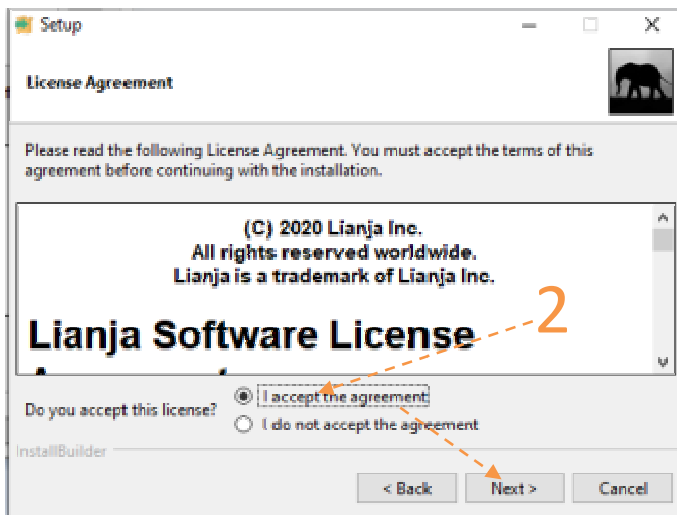 Setup
License Agreement
Please read the following License Agreement. You must accept the terms of this
agreement before continuing with the installation.
(C) 2020 Lianja Inc.
All rights reserved worldwide.
Lianja is a trademark of Lianja Inc.
2
Lianja Software License
Do you accept this license?
I accept the agreement
I do not accept the agreement
InstallBuilder
< Back
Next >
Cancel